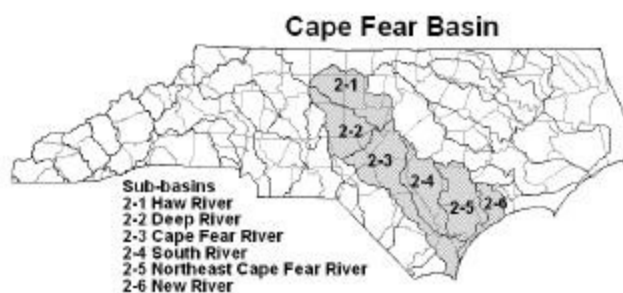 Cape Fear Basin
2-1
2-2
2-3
2-4
2-5
2-6
Sub-basins
2-1 Haw River
2-2 Deep River
2-3 Cape Fear River
2-4 South River
2-5 Northeast Cape Fear River
2-6 New River